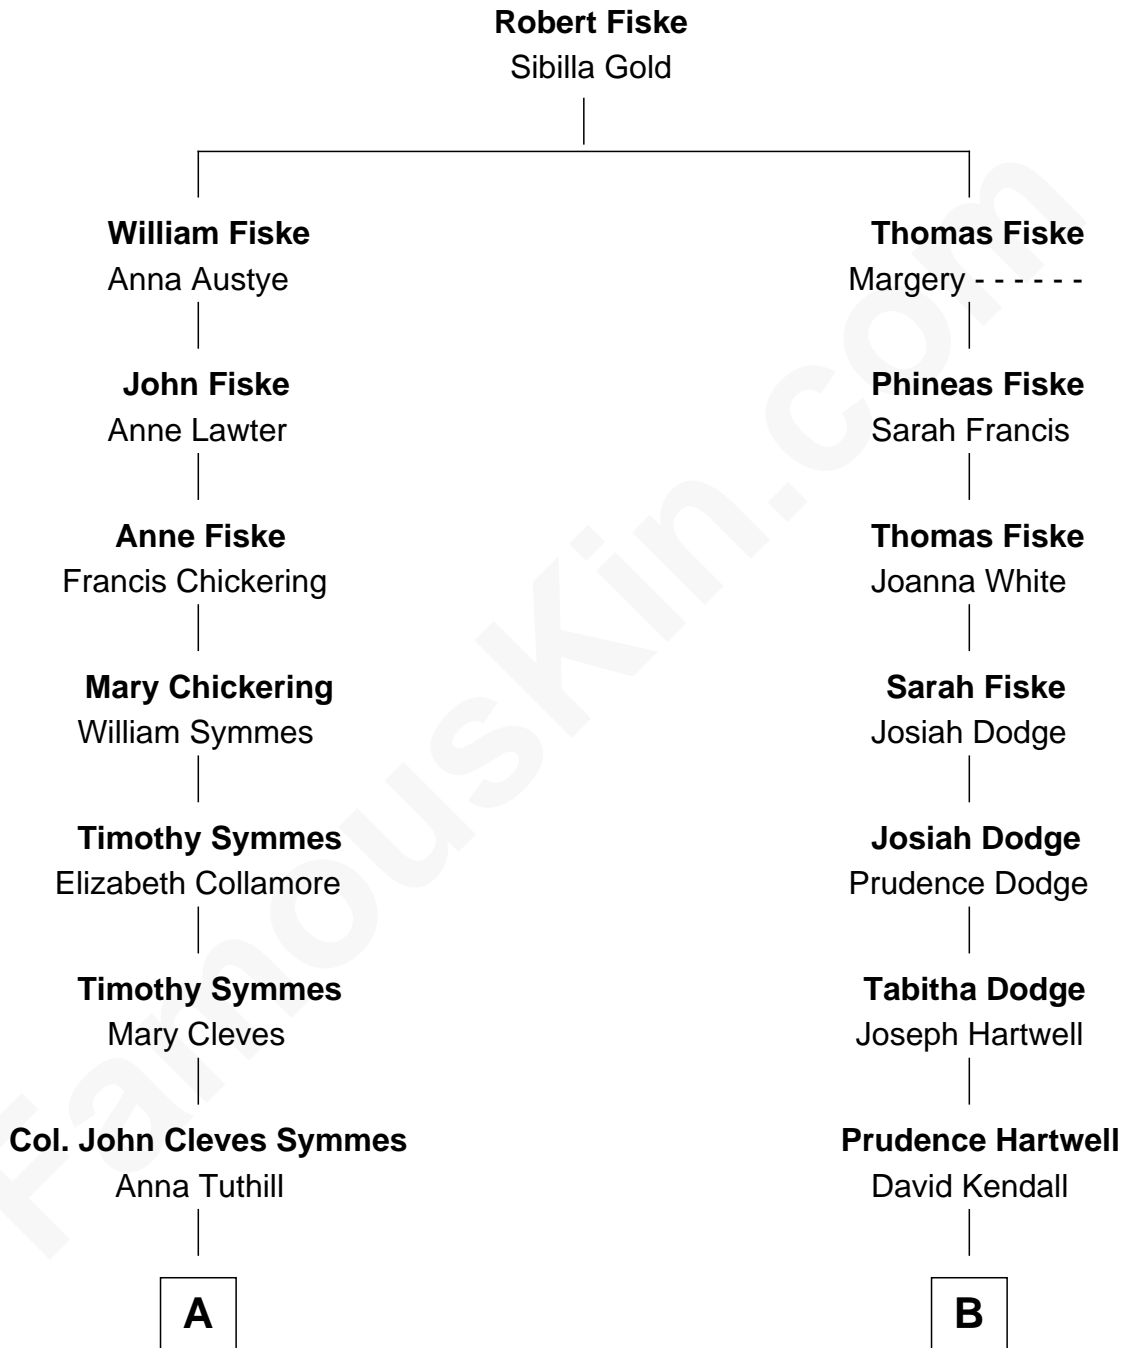 Robert Fiske
Sibilla Gold
William Fiske
Anna Austye
John Fiske
Anne Lawter
Anne Fiske
Francis Chickering
Mary Chickering
William Symmes
Timothy Symmes
Elizabeth Collamore
Timothy Symmes
Mary Cleves
Col. John Cleves Symmes
Anna Tuthill
A
Thomas Fiske
Margery - - - - - -
Phineas Fiske
Sarah Francis
Thomas Fiske
Joanna White
Sarah Fiske
Josiah Dodge
Josiah Dodge
Prudence Dodge
Tabitha Dodge
Joseph Hartwell
Prudence Hartwell
David Kendall
B
FamousKin.com